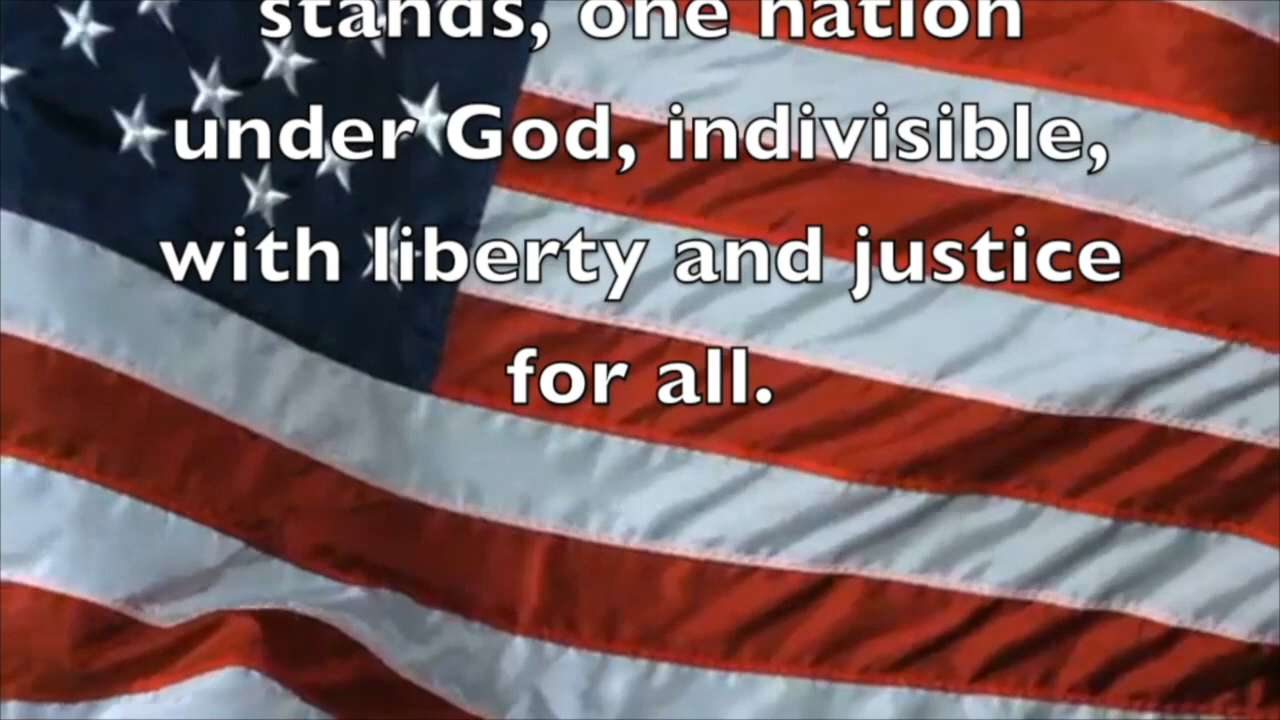 stands, one nation
under God, indivisible,
with liberty and justice
for all.